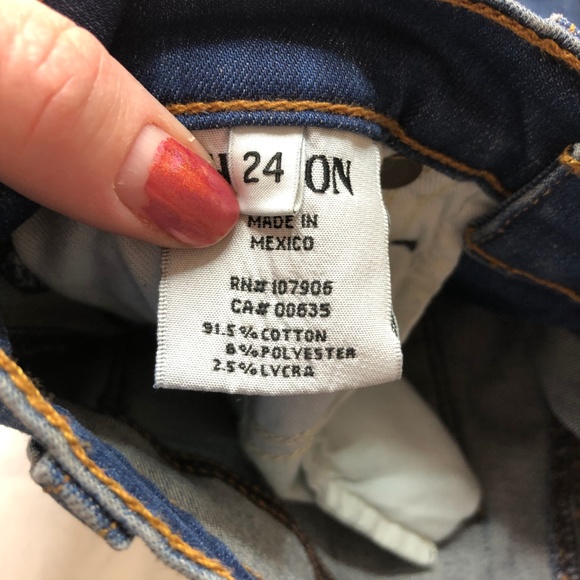 24
ON
MADE IN
MEXICO
RN# 107906
CA# 00635
91.5% COTTON
6% POLYESTER
2.5% LYCRA